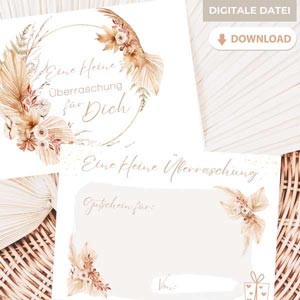 DIGITALE DATEI
DOWNLOAD
Eine kleine
Überraschung
für
Dich
Eine kleine Überraschung
Gutschein für:
Von: